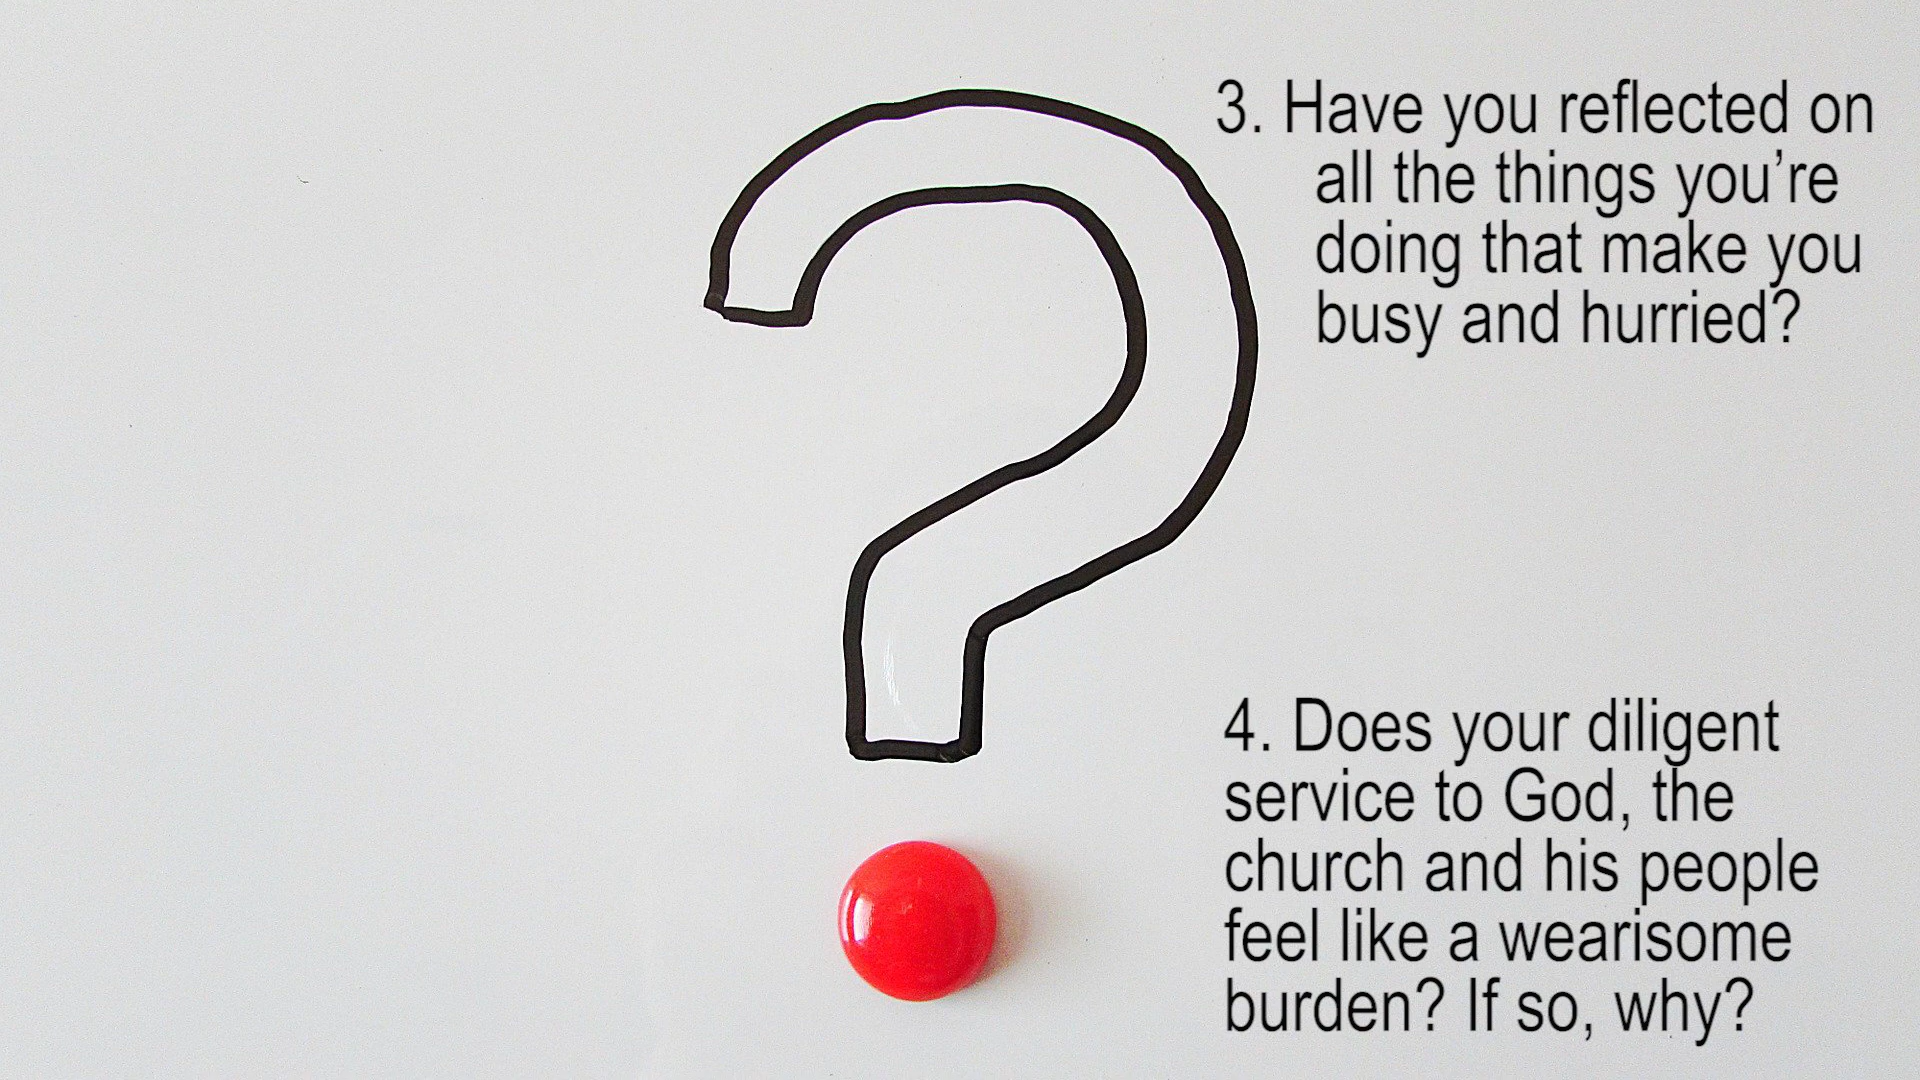 3. Have you reflected on
all the things you’re
doing that make you
busy and hurried?
4. Does your diligent
service to God, the
church and his people
feel like a wearisome
burden? If so, why?